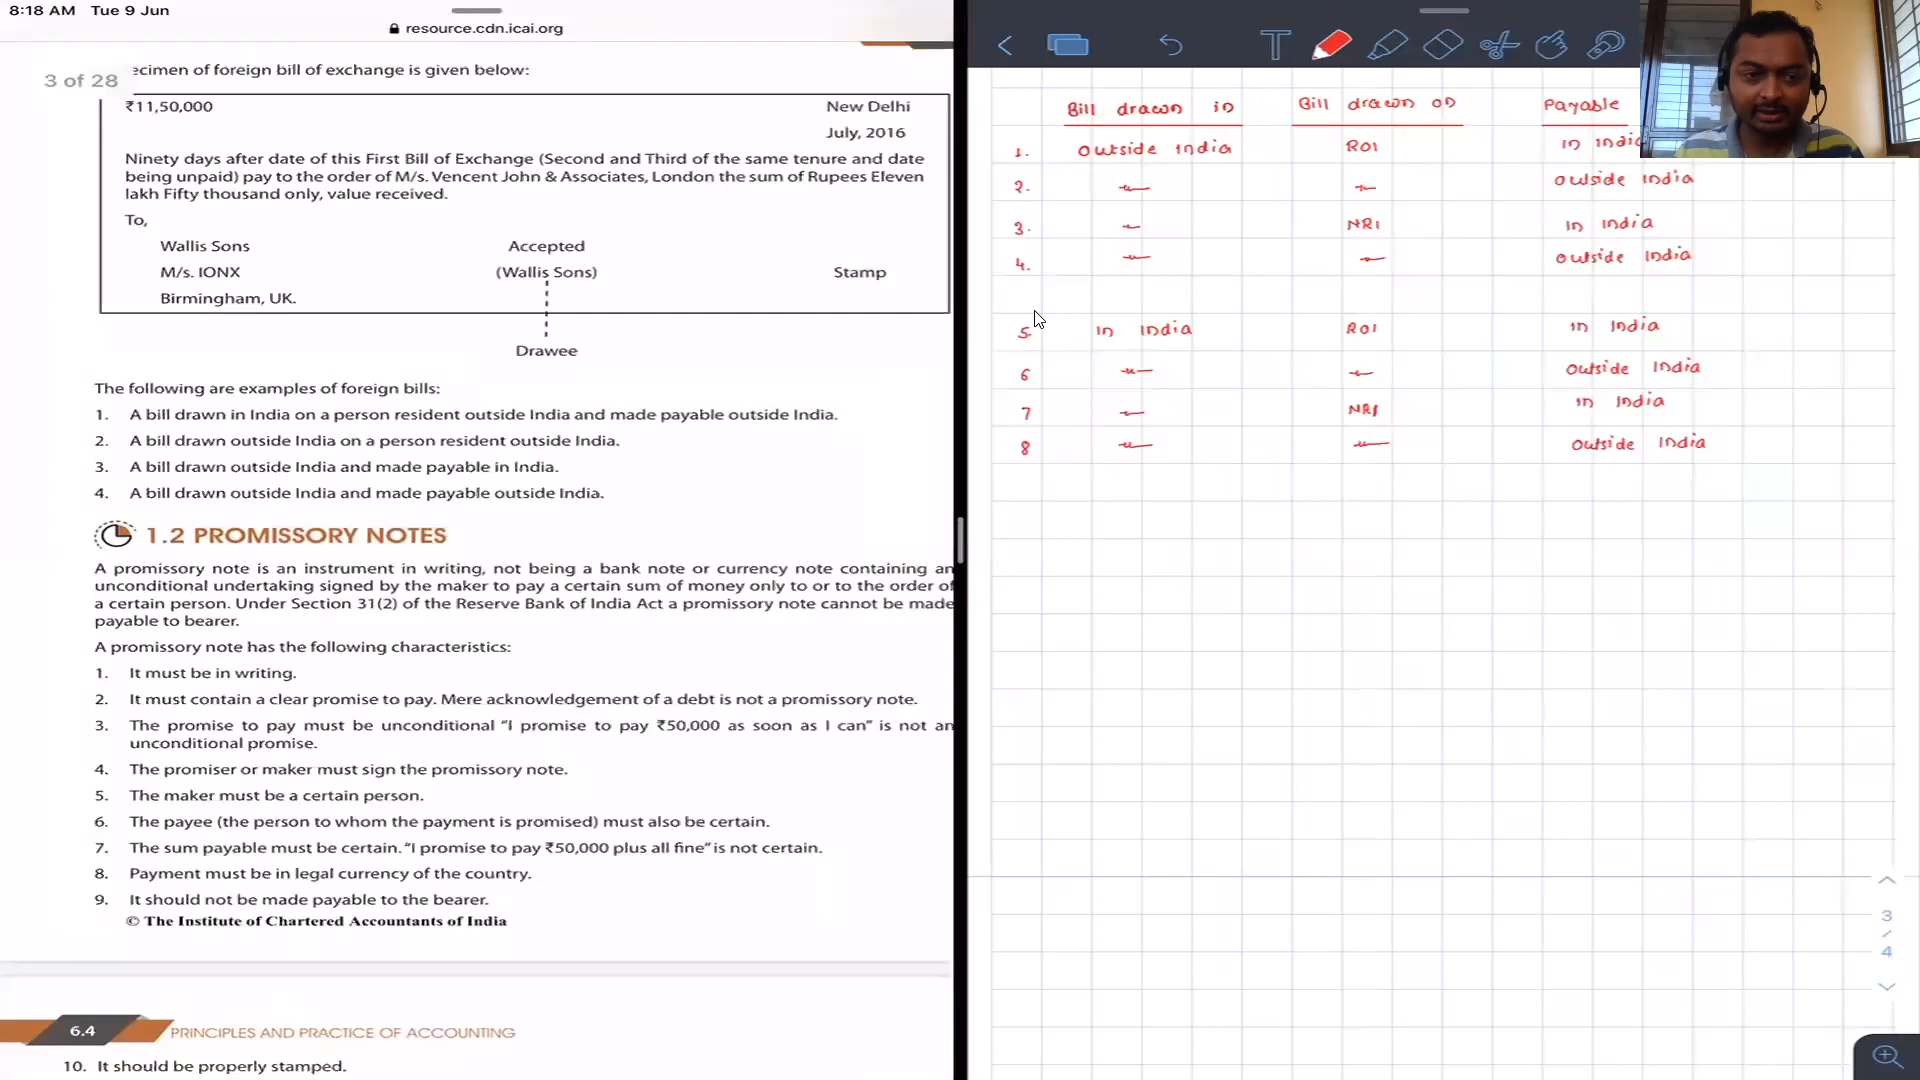 8:18 AM Tue 9 Jun
resource.cdn.icai.org
3 of 28
ecimen of foreign bill of exchange is given below:
₹11,50,000 New Delhi
July, 2016
Ninety days after date of this First Bill of Exchange (Second and Third of the same tenure and date
being unpaid) pay to the order of M/s. Vencent John & Associates, London the sum of Rupees Eleven
lakh Fifty thousand only, value received.
To,
Wallis Sons Accepted
M/s. IONX (Wallis Sons) Stamp
Birmingham, UK.
Drawee
The following are examples of foreign bills:
1. A bill drawn in India on a person resident outside India and made payable outside India.
2. A bill drawn outside India on a person resident outside India.
3. A bill drawn outside India and made payable in India.
4. A bill drawn outside India and made payable outside India.
1.2 PROMISSORY NOTES
A promissory note is an instrument in writing, not being a bank note or currency note containing an
unconditional undertaking signed by the maker to pay a certain sum of money only to or to the order of
a certain person. Under Section 31(2) of the Reserve Bank of India Act a promissory note cannot be made
payable to bearer.
A promissory note has the following characteristics:
1. It must be in writing.
2. It must contain a clear promise to pay. Mere acknowledgement of a debt is not a promissory note.
3. The promise to pay must be unconditional "I promise to pay ₹50,000 as soon as I can" is not an
unconditional promise.
4. The promiser or maker must sign the promissory note.
5. The maker must be a certain person.
6. The payee (the person to whom the payment is promised) must also be certain.
7. The sum payable must be certain. "I promise to pay ₹50,000 plus all fine" is not certain.
8. Payment must be in legal currency of the country.
9. It should not be made payable to the bearer.
© The Institute of Chartered Accountants of India
6.4 PRINCIPLES AND PRACTICE OF ACCOUNTING
10. It should be properly stamped.
T
Bill drawn in Bill drawn on Payable
1. Outside India ROI In India
2. -"- -"- Outside India
3. -"- NRI In India
4. -"- -"- Outside India
5. In India ROI In India
6 -"- -"- Outside India
7 -"- NRI In India
8 -"- -"- Outside India
3
/
4